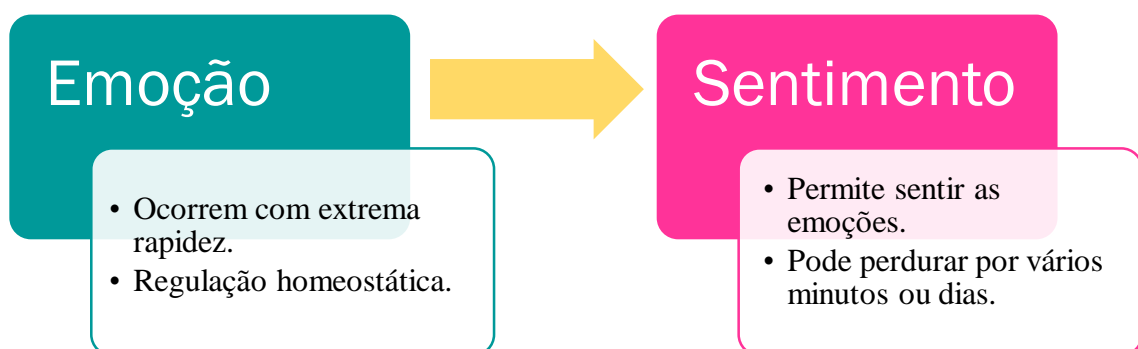 Emoção
• Ocorrem com extrema
rapidez.
• Regulação homeostática.
Sentimento
• Permite sentir as
emoções.
• Pode perdurar por vários
minutos ou dias.